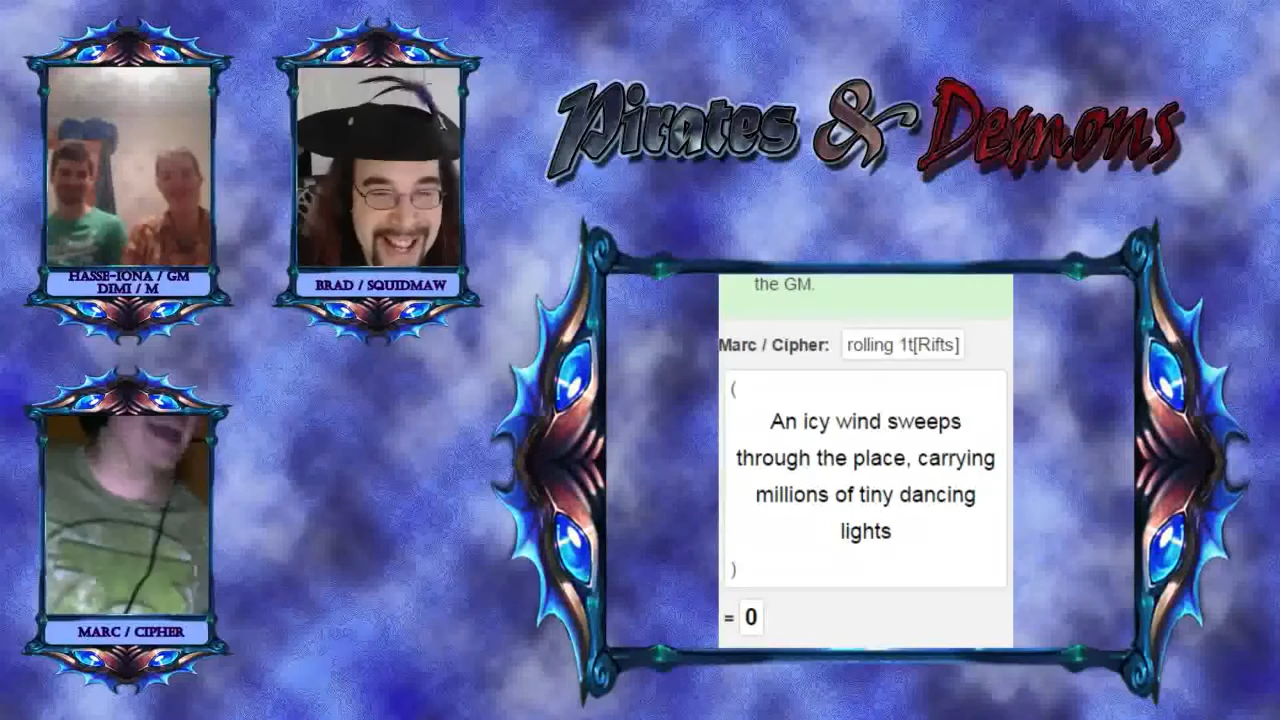 Pirates & Demons
HASSE-IONA / GM
DIMI / M
BRAD / SQUIDMAW
MARC / CIPHER
the GM.
Marc / Cipher: rolling 1t[Rifts]
(
An icy wind sweeps
through the place, carrying
millions of tiny dancing
lights
)
= 0